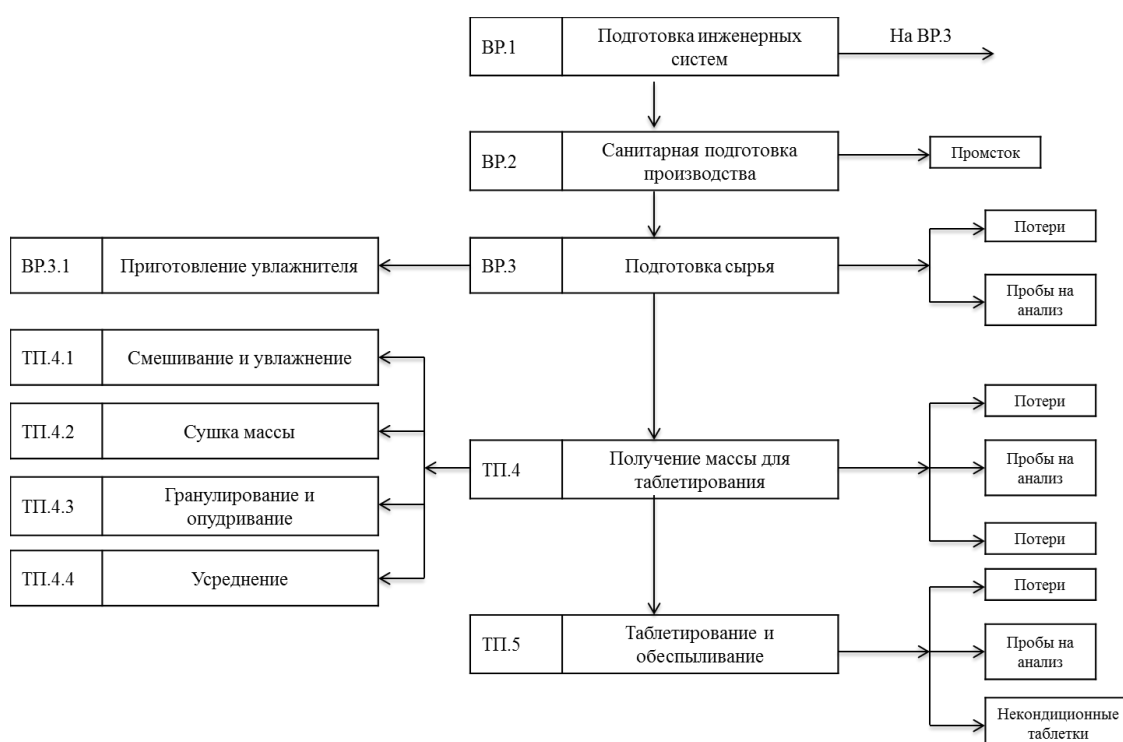 ВР.1
Подготовка инженерных
систем
На ВР.3
ВР.2
Санитарная подготовка
производства
Промсток
ВР.3.1
Приготовление увлажнителя
ВР.3
Подготовка сырья
Потери
Пробы на
анализ
ТП.4.1
Смешивание и увлажнение
ТП.4.2
Сушка массы
ТП.4.3
Гранулирование и
опудривание
ТП.4.4
Усреднение
ТП.4
Получение массы для
таблетирования
Потери
Пробы на
анализ
Потери
ТП.5
Таблетирование и
обеспыливание
Потери
Пробы на
анализ
Некондиционные
таблетки